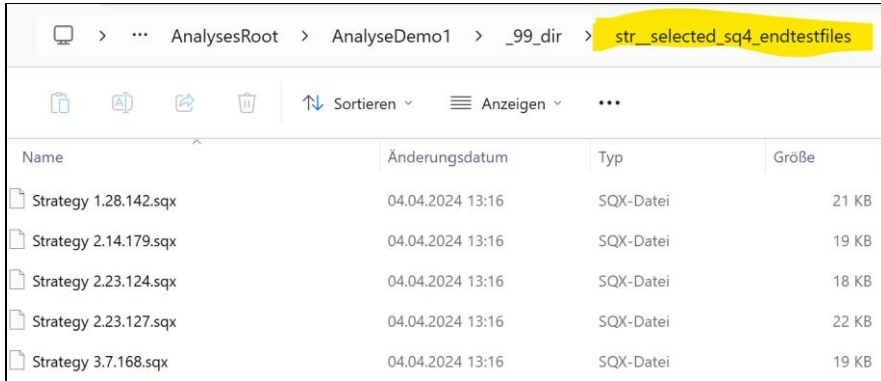 > ... AnalysesRoot > AnalyseDemo1 > _99_dir > str__selected_sq4_endtestfiles
A Sortieren Anzeigen ...
Name Änderungsdatum Typ Größe
Strategy 1.28.142.sqx 04.04.2024 13:16 SQX-Datei 21 KB
Strategy 2.14.179.sqx 04.04.2024 13:16 SQX-Datei 19 KB
Strategy 2.23.124.sqx 04.04.2024 13:16 SQX-Datei 18 KB
Strategy 2.23.127.sqx 04.04.2024 13:16 SQX-Datei 22 KB
Strategy 3.7.168.sqx 04.04.2024 13:16 SQX-Datei 19 KB